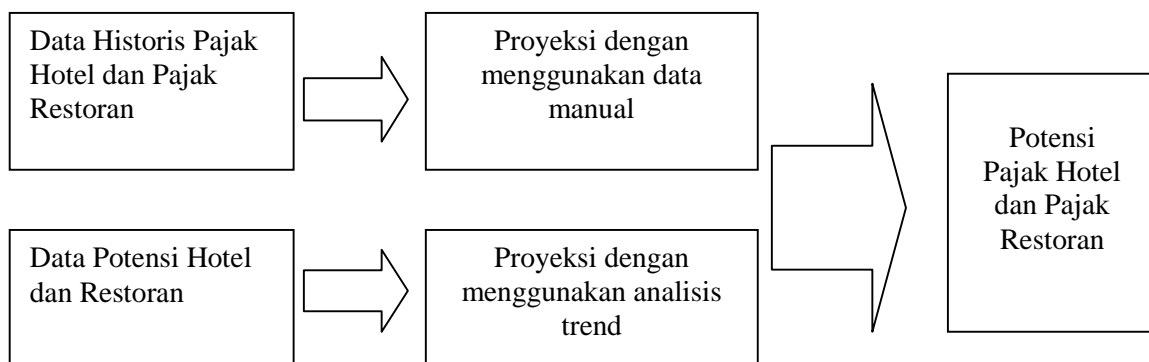 Data Historis Pajak
Hotel dan Pajak
Restoran
Proyeksi dengan
menggunakan data
manual
Data Potensi Hotel
dan Restoran
Proyeksi dengan
menggunakan analisis
trend
Potensi
Pajak Hotel
dan Pajak
Restoran